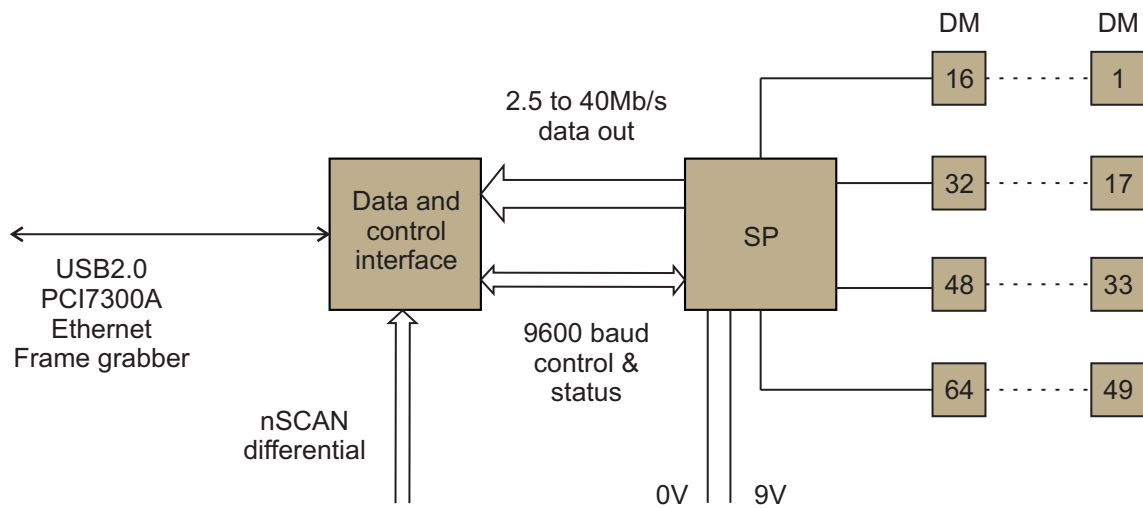 DM
DM
16
1
2.5 to 40Mb/s
data out
32
17
Data and
control
interface
SP
USB2.0
PCI7300A
Ethernet
Frame grabber
48
33
9600 baud
control &
status
64
49
nSCAN
differential
0V
9V